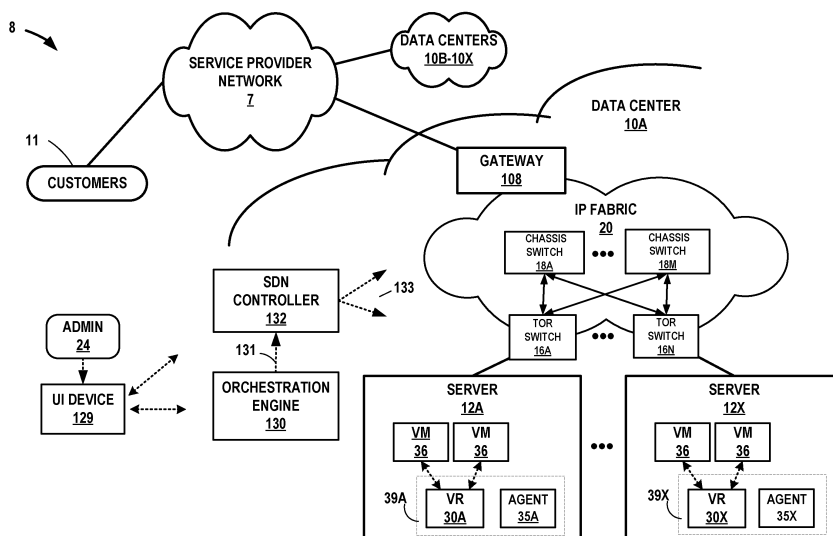 8
SERVICE PROVIDER
NETWORK
7
DATA CENTERS
10B-10X
DATA CENTER
10A
11
CUSTOMERS
GATEWAY
108
IP FABRIC
20
CHASSIS
SWITCH
18A
CHASSIS
SWITCH
18M
SDN
CONTROLLER
132
133
ADMIN
24
131
TOR
SWITCH
16A
TOR
SWITCH
16N
UI DEVICE
129
ORCHESTRATION
ENGINE
130
SERVER
12A
VM
36
VM
36
39A
VR
30A
AGENT
35A
SERVER
12X
VM
36
VM
36
39X
VR
30X
AGENT
35X